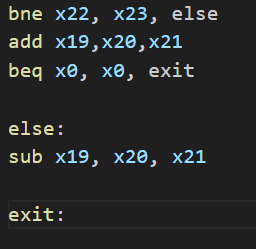 bne x22, x23, else
add x19,x20,x21
beq x0, x0, exit
else:
sub x19, x20, x21
exit: